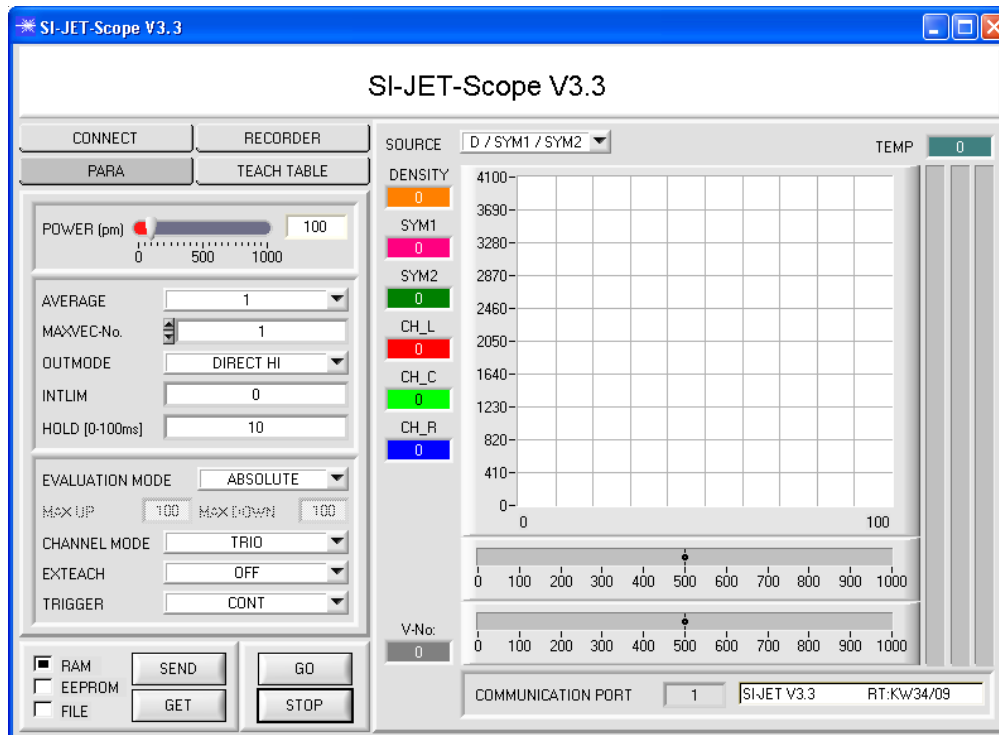 SI-JET-Scope V3.3
SI-JET-Scope V3.3
CONNECT RECORDER
PARA TEACH TABLE
POWER (pm) 100
0 500 1000
AVERAGE 1
MAXVEC-No. 1
OUTMODE DIRECT HI
INTLIM 0
HOLD [0-100ms] 10
EVALUATION MODE ABSOLUTE
MAX UP 100 MAX DOWN 100
CHANNEL MODE TRIO
EXTEACH OFF
TRIGGER CONT
RAM
EEPROM
FILE
SEND GO
GET STOP
SOURCE D / SYM1 / SYM2
TEMP 0
DENSITY
0
SYM1
0
SYM2
0
CH_L
0
CH_C
0
CH_R
0
4100
3690
3280
2870
2460
2050
1640
1230
820
410
0
0 100
0 100 200 300 400 500 600 700 800 900 1000
V-No:
0
0 100 200 300 400 500 600 700 800 900 1000
COMMUNICATION PORT 1 SI-JET V3.3 RT:KW34/09